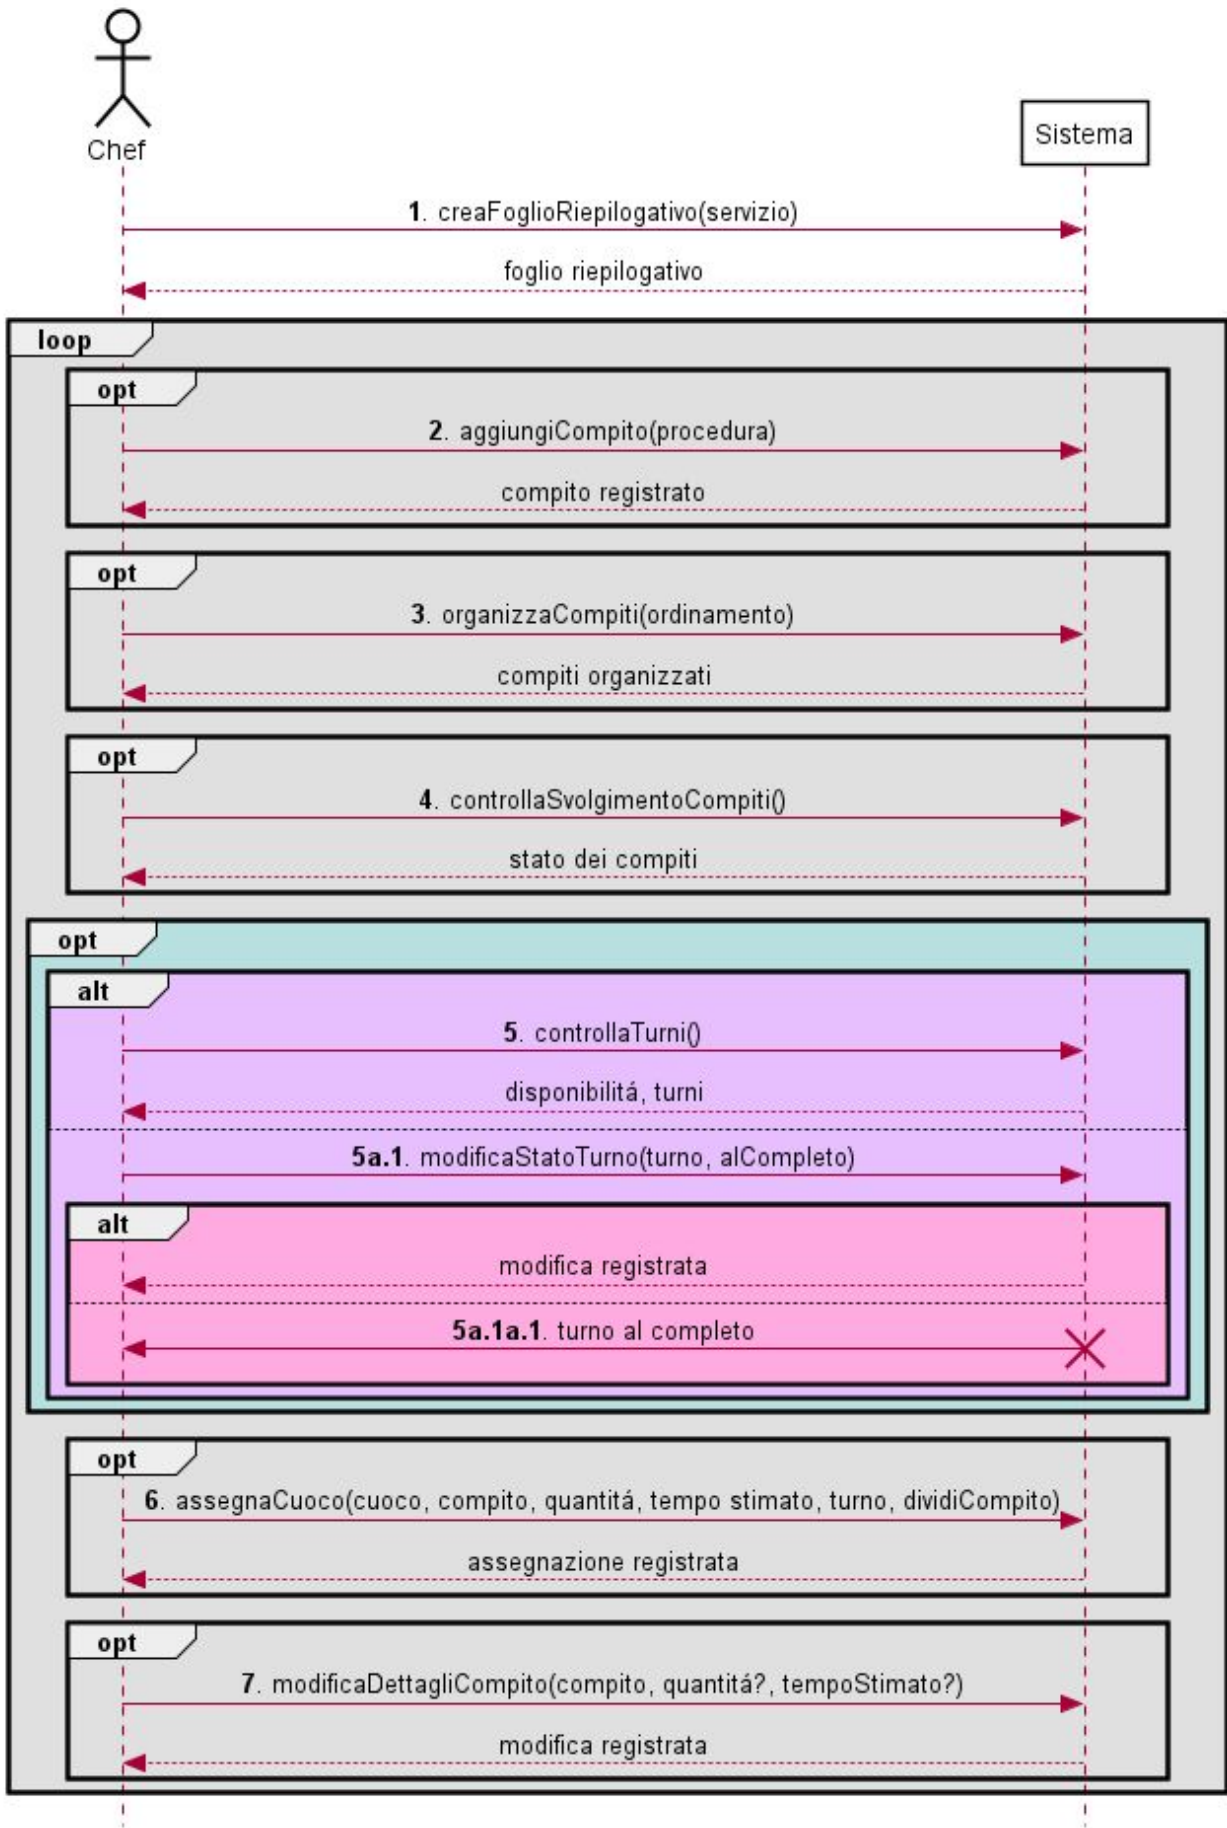 Chef
Sistema
1. creaFoglioRiepilogativo(servizio)
foglio riepilogativo
loop
opt
2. aggiungiCompito(procedura)
compito registrato
opt
3. organizzaCompiti(ordinamento)
compiti organizzati
opt
4. controllaSvolgimentoCompiti()
stato dei compiti
opt
alt
5. controllaTurni()
disponibilitá, turni
5a.1. modificaStatoTurno(turno, alCompleto)
alt
modifica registrata
5a.1a.1. turno al completo
opt
6. assegnaCuoco(cuoco, compito, quantitá, tempo stimato, turno, dividiCompito)
assegnazione registrata
opt
7. modificaDettagliCompito(compito, quantitá?, tempoStimato?)
modifica registrata